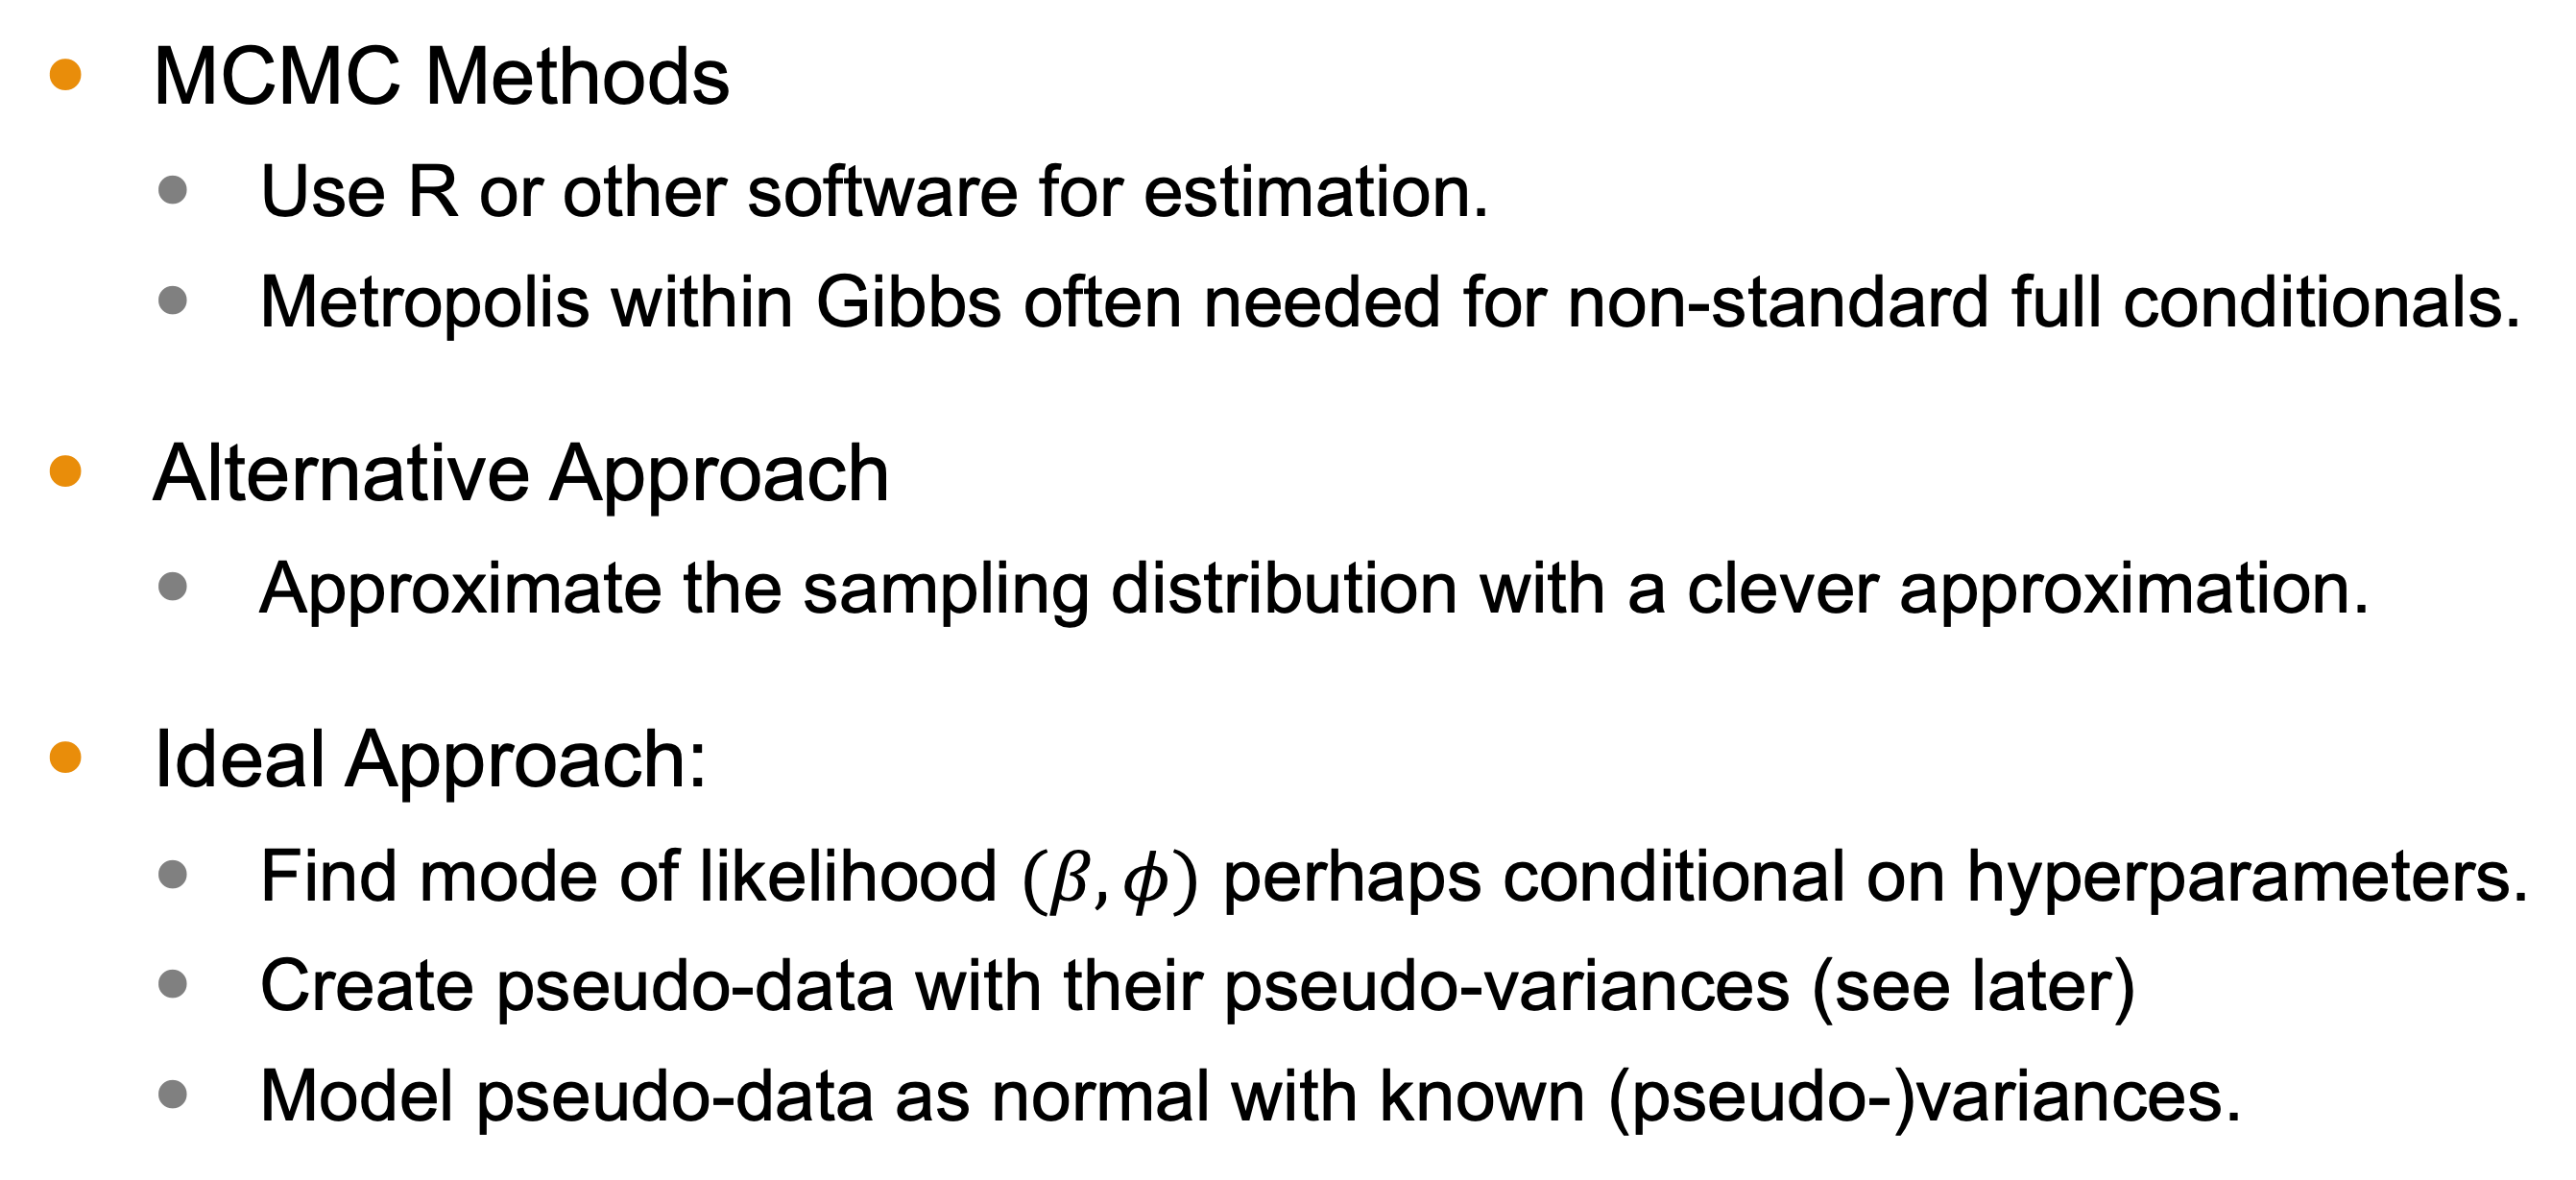 MCMC Methods
Use R or other software for estimation.
Metropolis within Gibbs often needed for non-standard full conditionals.
Alternative Approach
Approximate the sampling distribution with a clever approximation.
Ideal Approach:
Find mode of likelihood (β, ϕ) perhaps conditional on hyperparameters.
Create pseudo-data with their pseudo-variances (see later)
Model pseudo-data as normal with known (pseudo-)variances.